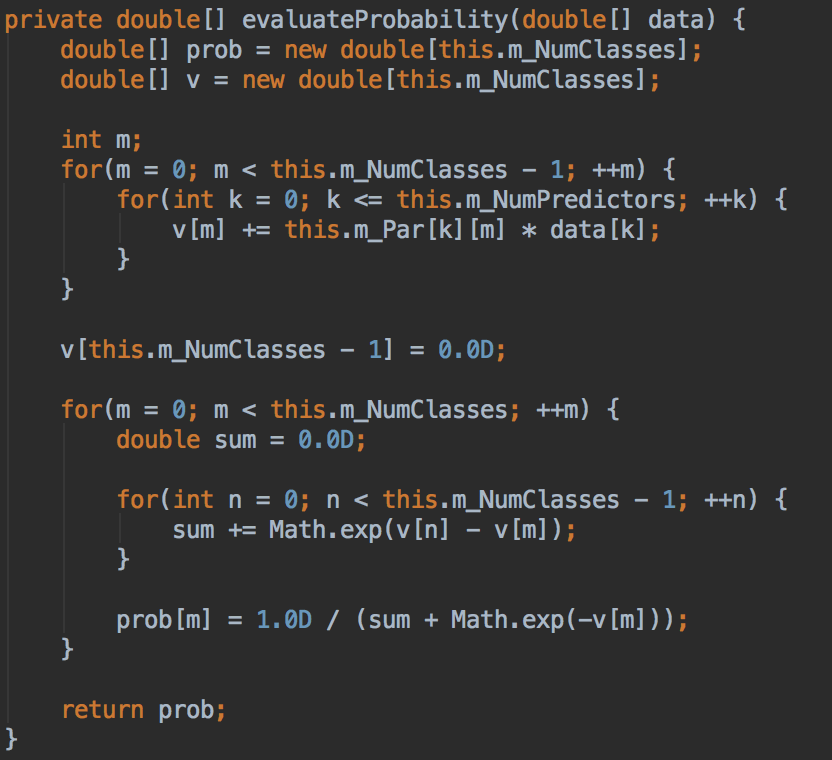 private double[] evaluateProbability(double[] data) {
    double[] prob = new double[this.m_NumClasses];
    double[] v = new double[this.m_NumClasses];

    int m;
    for(m = 0; m < this.m_NumClasses - 1; ++m) {
        for(int k = 0; k <= this.m_NumPredictors; ++k) {
            v[m] += this.m_Par[k][m] * data[k];
        }
    }

    v[this.m_NumClasses - 1] = 0.0D;

    for(m = 0; m < this.m_NumClasses; ++m) {
        double sum = 0.0D;

        for(int n = 0; n < this.m_NumClasses - 1; ++n) {
            sum += Math.exp(v[n] - v[m]);
        }

        prob[m] = 1.0D / (sum + Math.exp(-v[m]));
    }

    return prob;
}